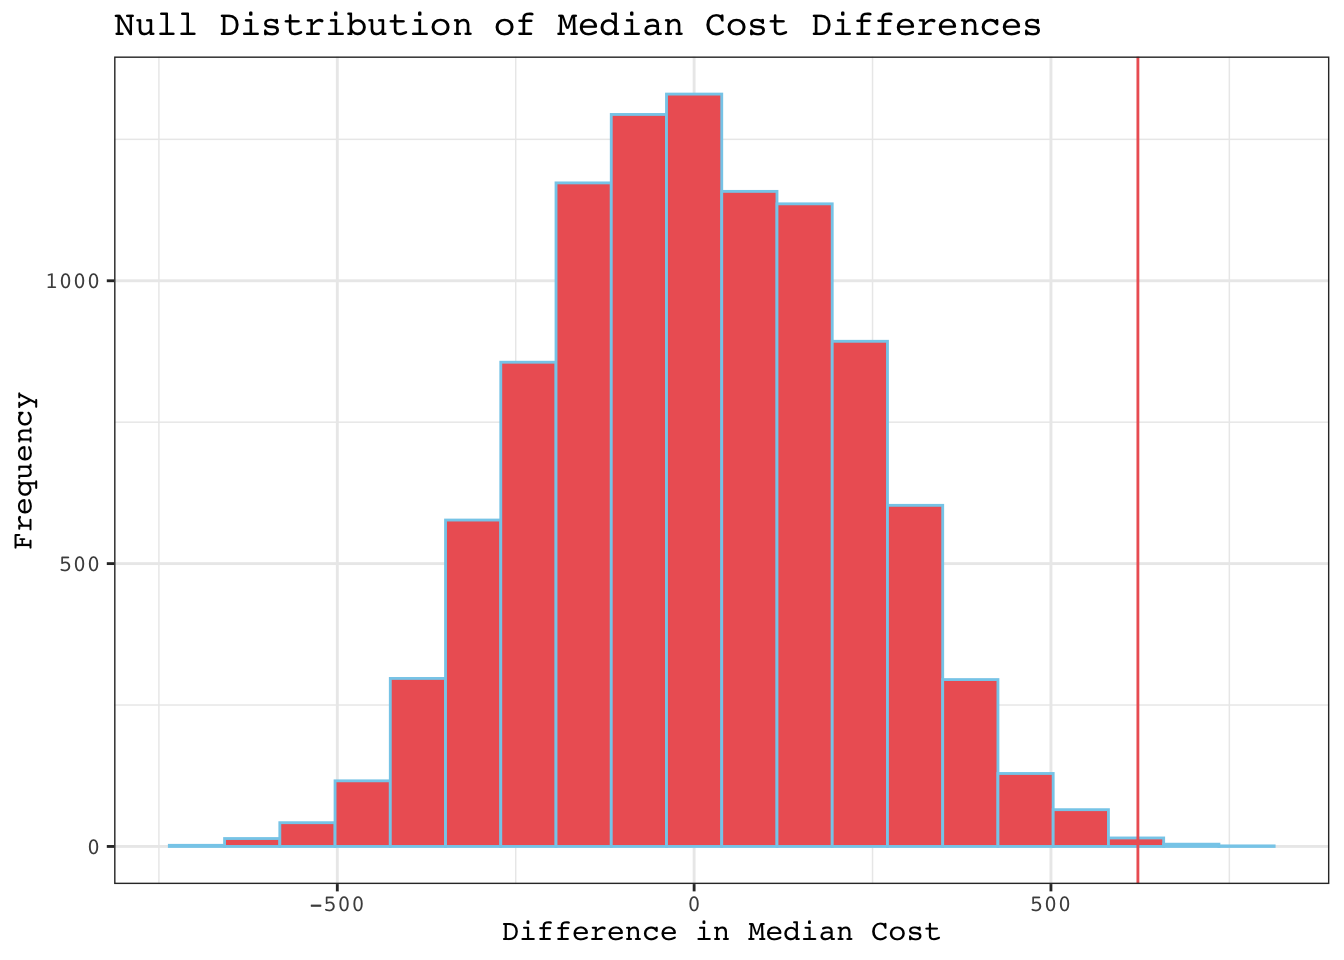 Null Distribution of Median Cost Differences
Frequency
1000
500
0
−500
0
500
Difference in Median Cost